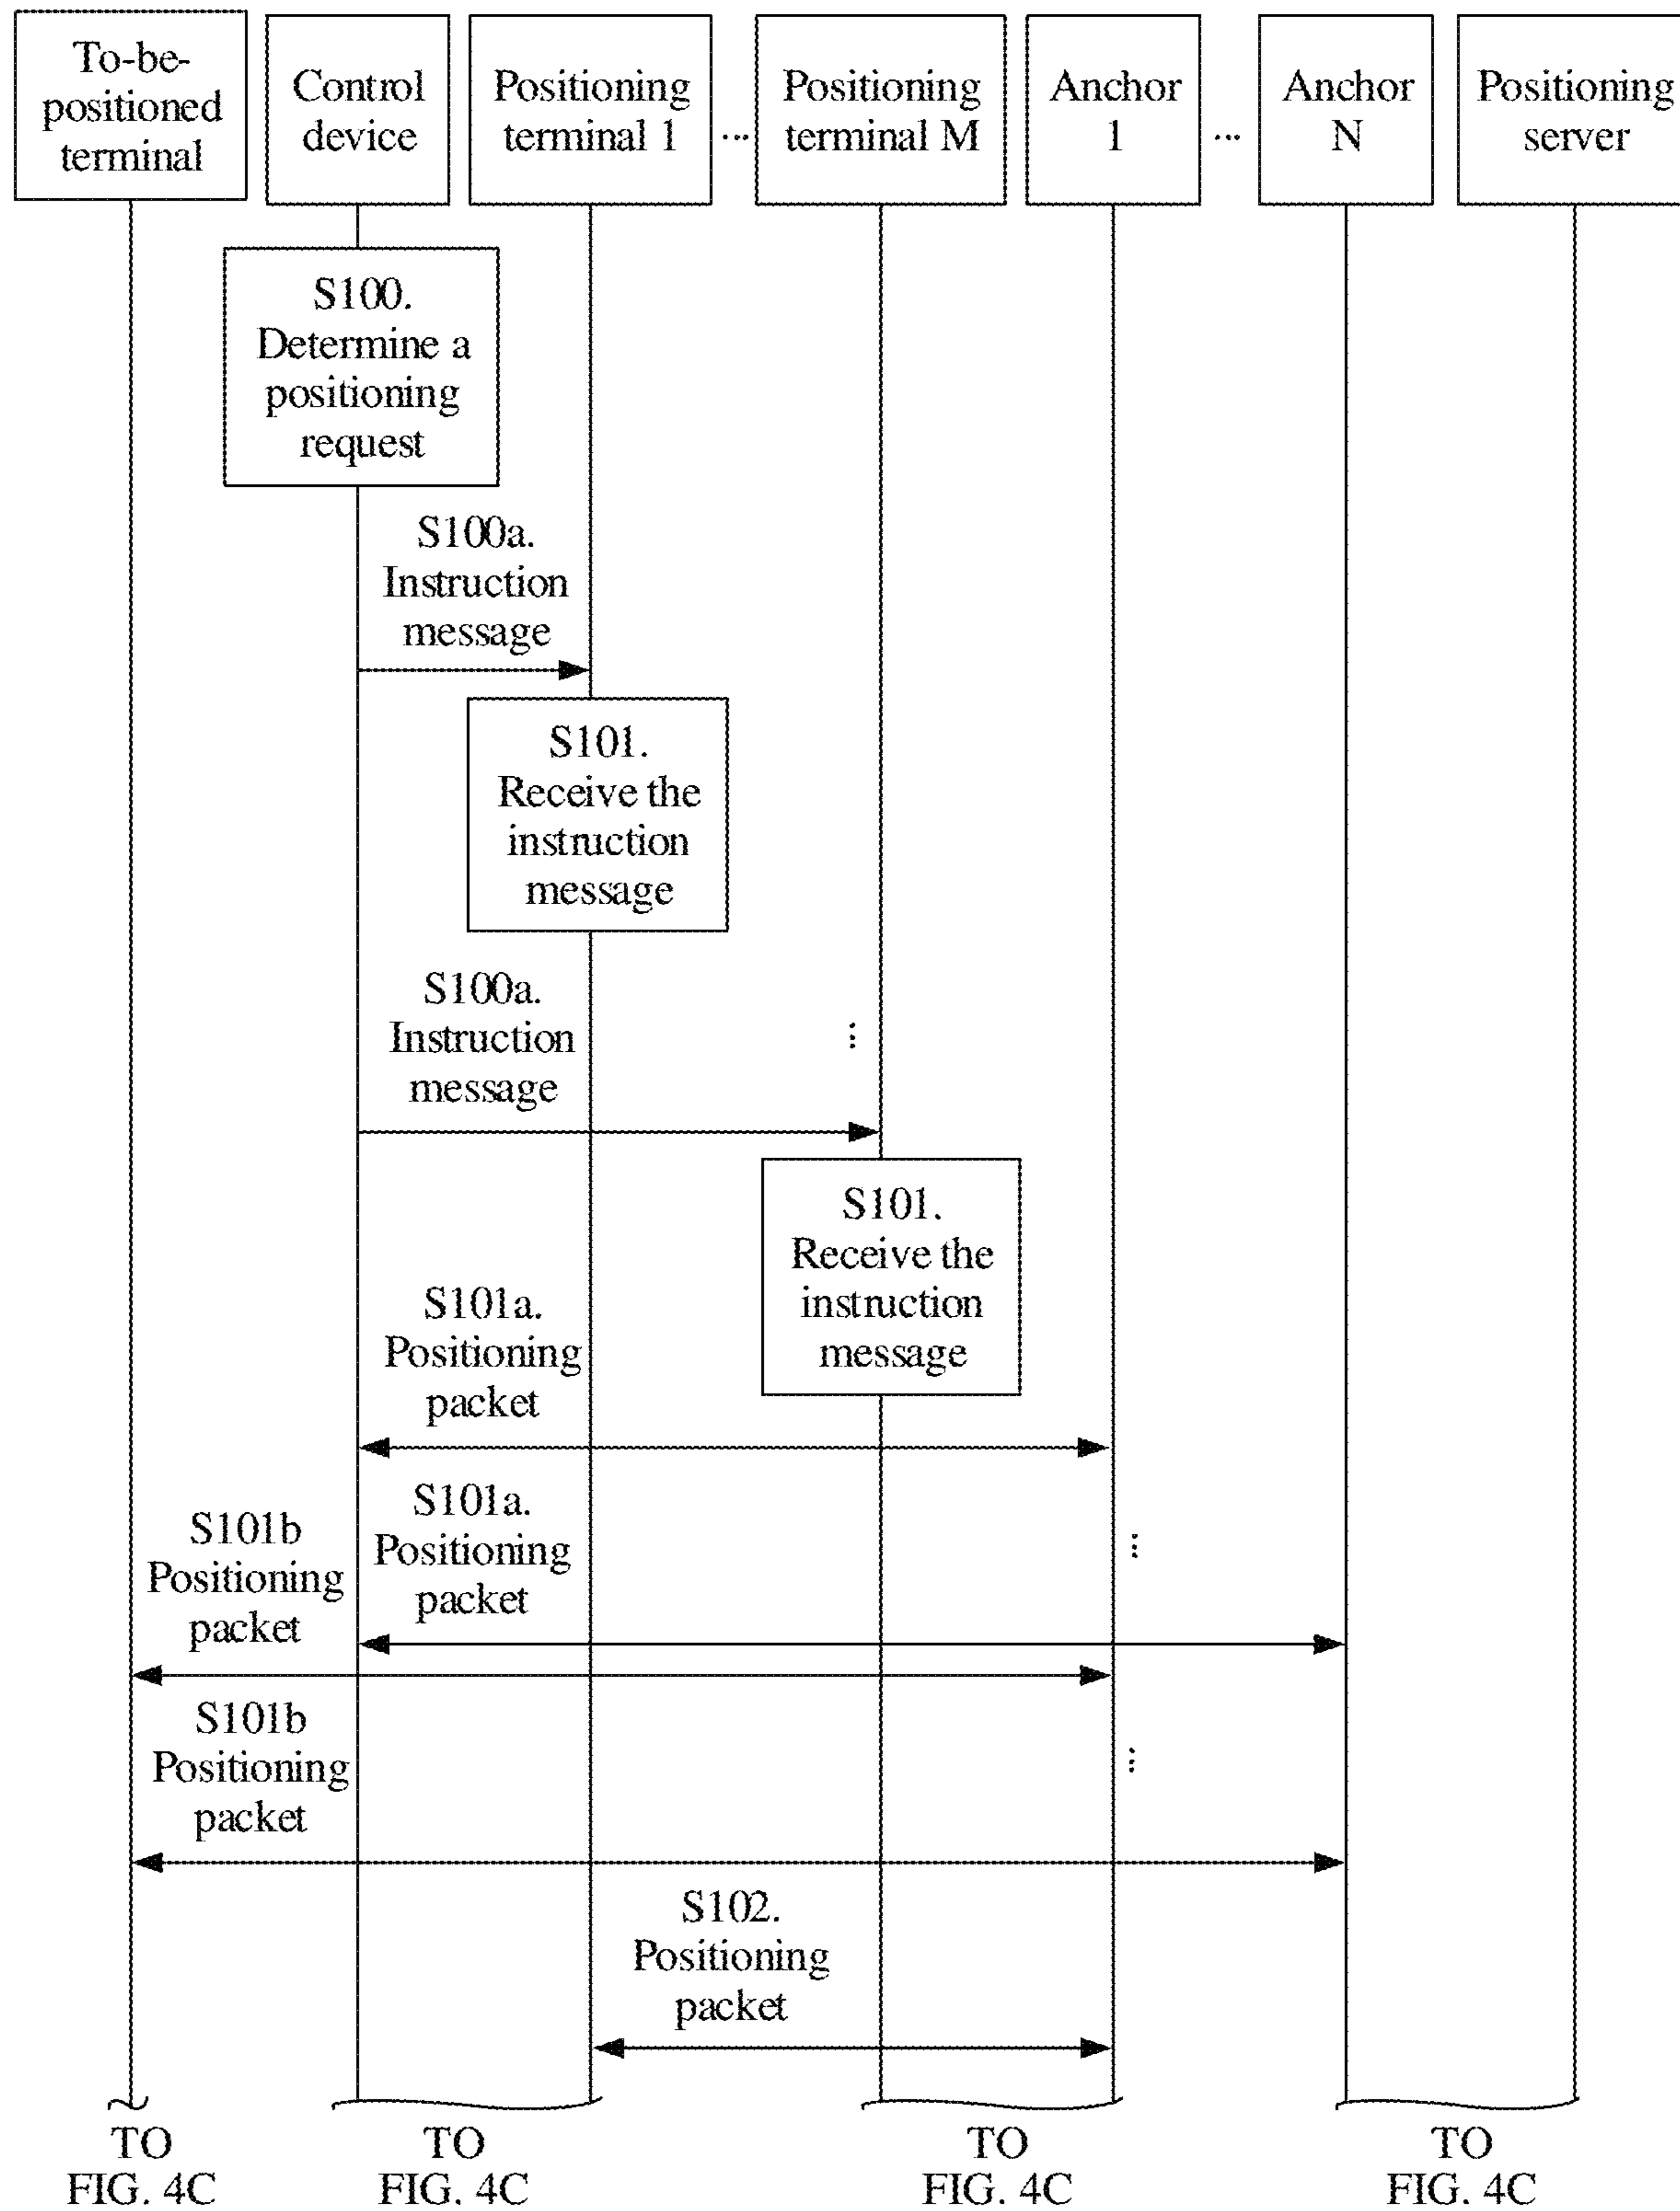 To-be-
positioned
terminal
Control
device
Positioning
terminal 1
...
Positioning
terminal M
Anchor
1
...
Anchor
N
Positioning
server
S100.
Determine a
positioning
request
S100a.
Instruction
message
S101.
Receive the
instruction
message
S100a.
Instruction
message
...
S101.
Receive the
instruction
message
S101a.
Positioning
packet
S101a.
Positioning
packet
...
S101b
Positioning
packet
S101b
Positioning
packet
...
S102.
Positioning
packet
TO
FIG. 4C
TO
FIG. 4C
TO
FIG. 4C
TO
FIG. 4C